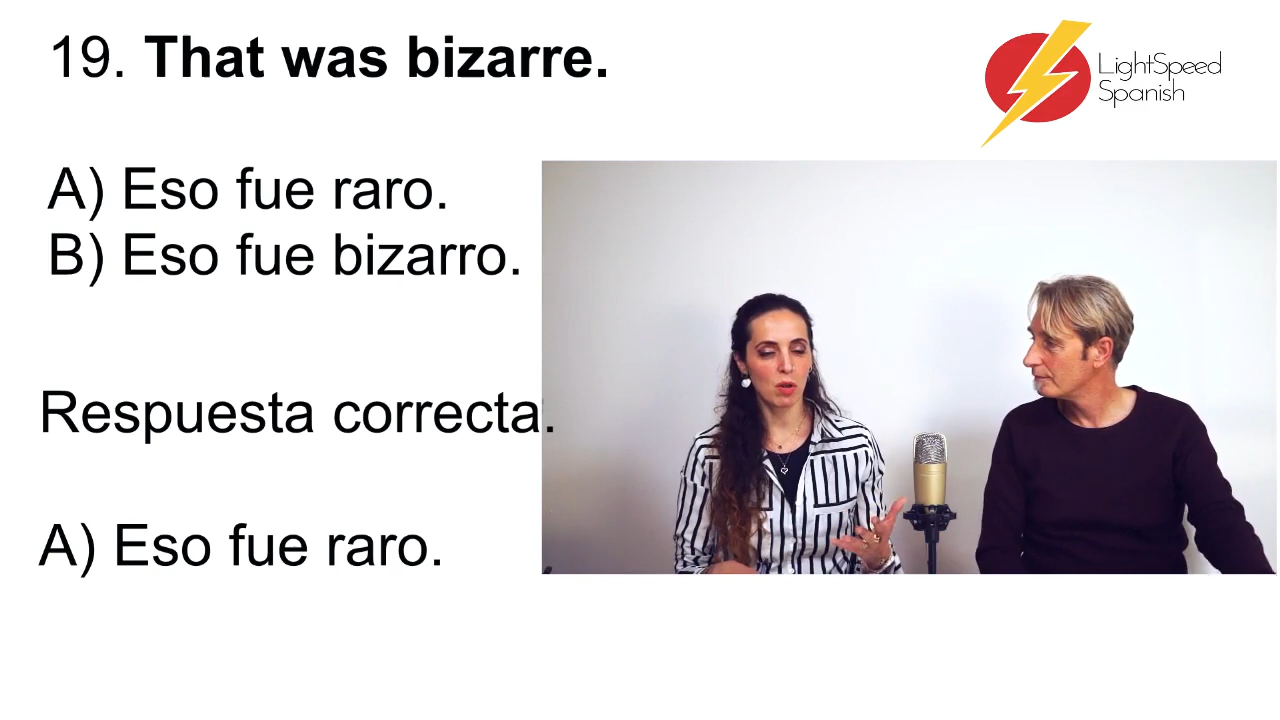 19. That was bizarre.
LightSpeed
Spanish
A) Eso fue raro.
B) Eso fue bizarro.
Respuesta correcta.
A) Eso fue raro.